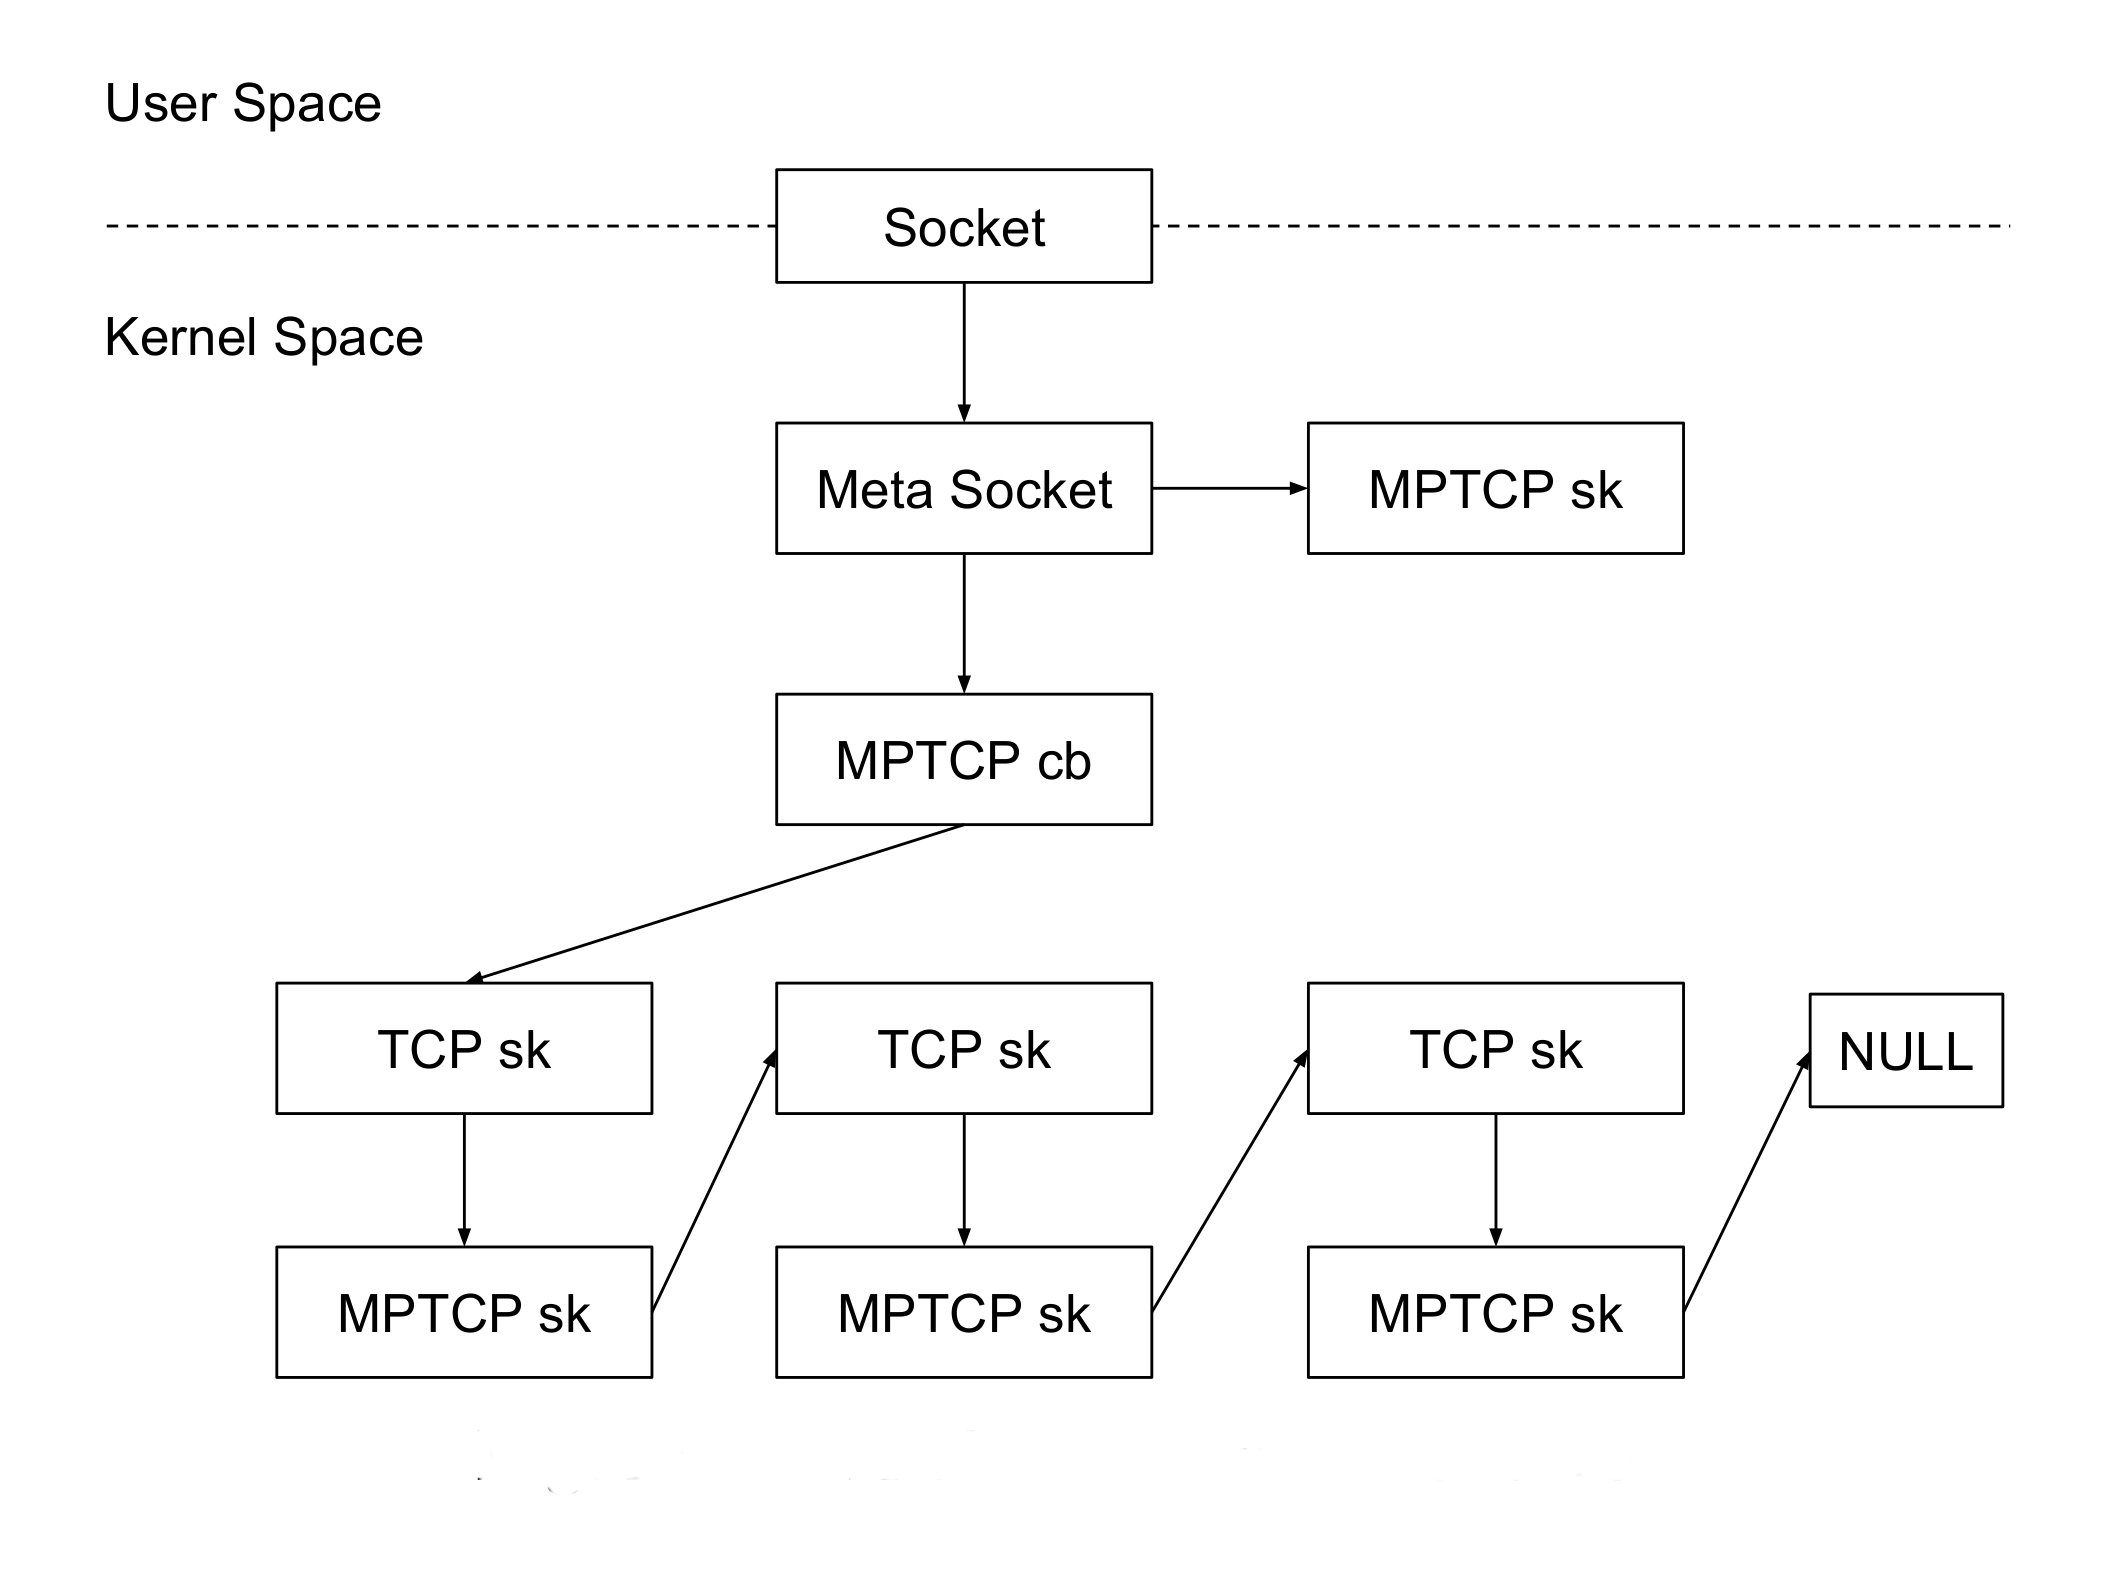 User Space
Socket
Kernel Space
Meta Socket
MPTCP sk
MPTCP cb
TCP sk
TCP sk
TCP sk
NULL
MPTCP sk
MPTCP sk
MPTCP sk